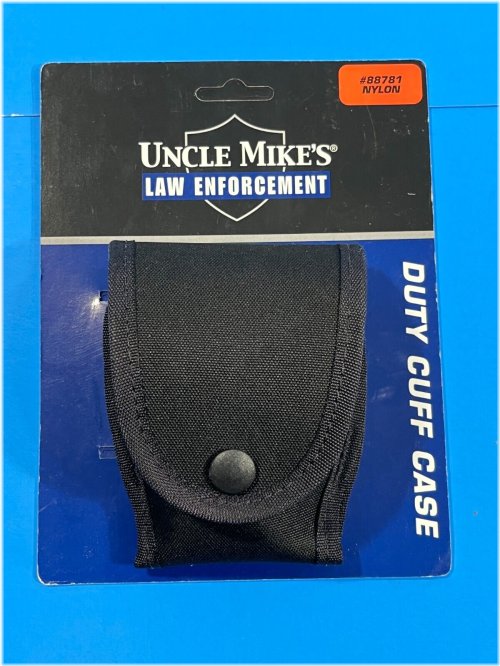 #88781
NYLON
UNCLE MIKE'S®
LAW ENFORCEMENT
DUTY CUFF CASE